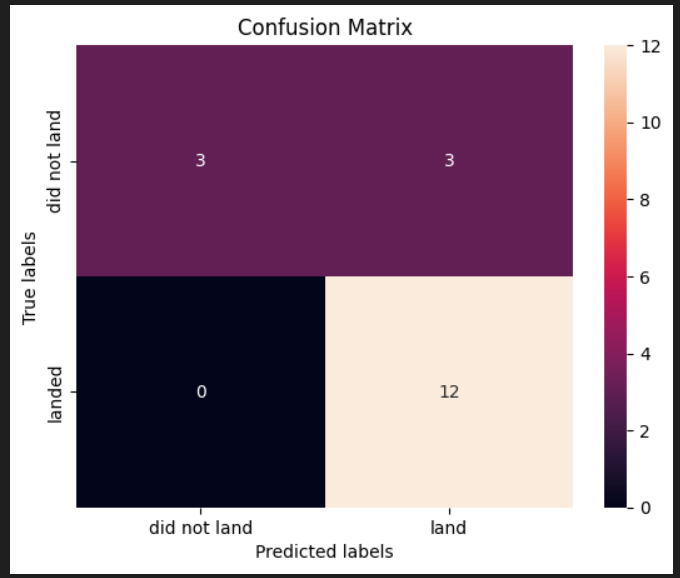 Confusion Matrix
True labels
did not land
landed
3
3
0
12
did not land
land
Predicted labels
12
10
8
6
4
2
0